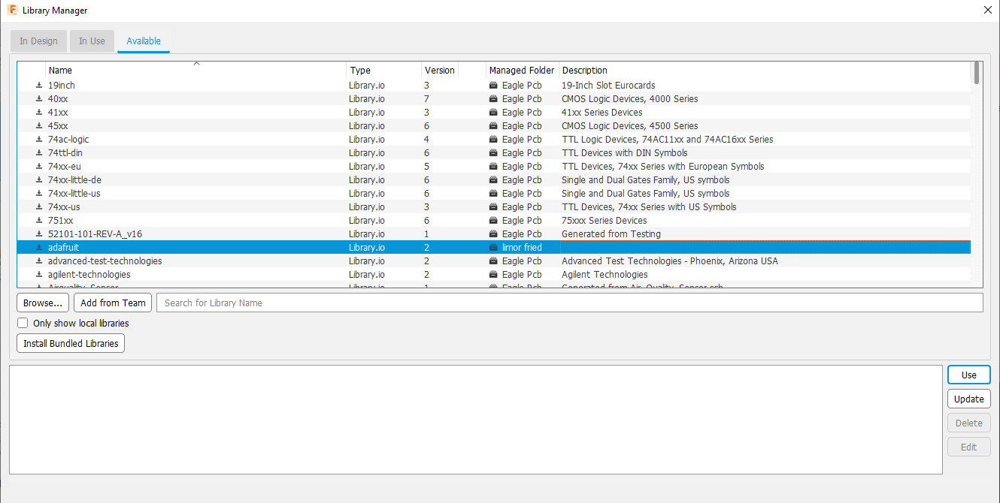 Library Manager
In Design In Use Available
Name Type Version Managed Folder Description
19inch Library.io 3 Eagle Pcb 19-Inch Slot Eurocards
40xx Library.io 7 Eagle Pcb CMOS Logic Devices, 4000 Series
41xx Library.io 3 Eagle Pcb 41xx Series Devices
45xx Library.io 6 Eagle Pcb CMOS Logic Devices, 4500 Series
74ac-logic Library.io 4 Eagle Pcb TTL Logic Devices, 74AC11xx and 74AC16xx Series
74ttl-din Library.io 6 Eagle Pcb TTL Devices with DIN Symbols
74xx-eu Library.io 5 Eagle Pcb TTL Devices, 74xx Series with European Symbols
74xx-little-de Library.io 6 Eagle Pcb Single and Dual Gates Family, US symbols
74xx-little-us Library.io 6 Eagle Pcb Single and Dual Gates Family, US symbols
74xx-us Library.io 3 Eagle Pcb TTL Devices, 74xx Series with US Symbols
751xx Library.io 6 Eagle Pcb 75xxx Series Devices
52101-101-REV-A_v16 Library.io 1 Eagle Pcb Generated from Testing
adafruit Library.io 2 limor fried
advanced-test-technologies Library.io 2 Eagle Pcb Advanced Test Technologies - Phoenix, Arizona USA
agilent-technologies Library.io 2 Eagle Pcb Agilent Technologies
Airquality_Sensor Library.io 1 Eagle Pcb Generated from Air_Quality_Sensor.sch
Browse... Add from Team Search for Library Name
Only show local libraries
Install Bundled Libraries
Use
Update
Delete
Edit